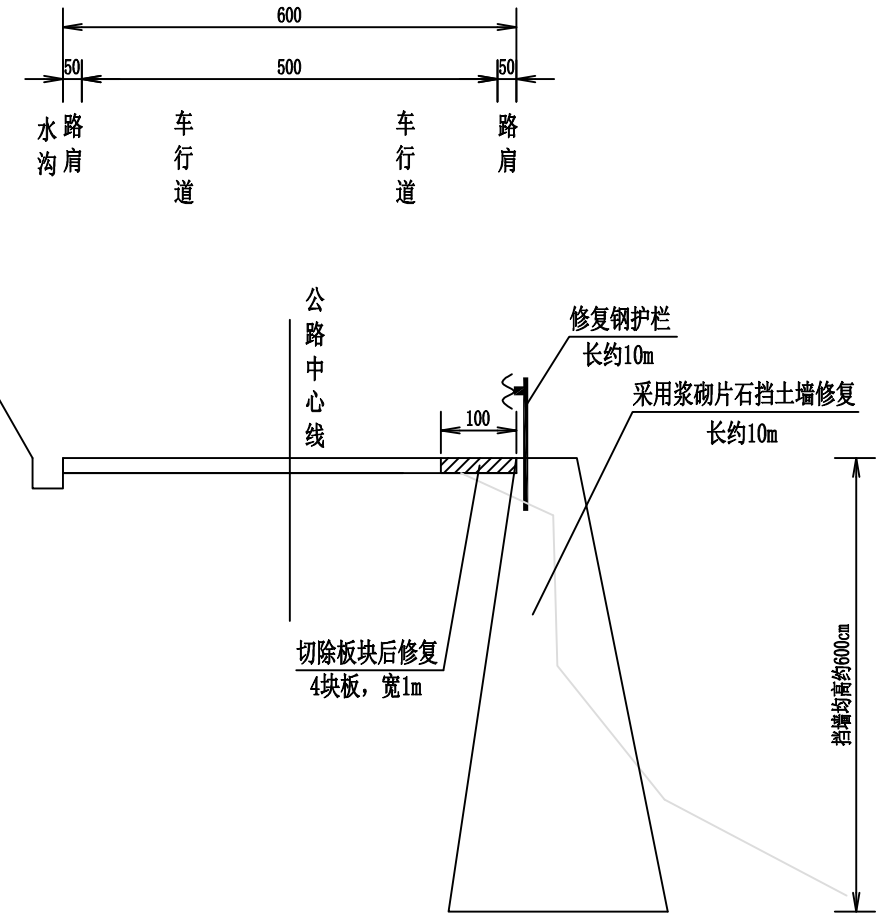 600
50
500
50
水沟
路肩
车行道
车行道
路肩
公路中心线
修复钢护栏
长约10m
采用浆砌片石挡土墙修复
长约10m
100
切除板块后修复
4块板，宽1m
挡墙均高约600cm